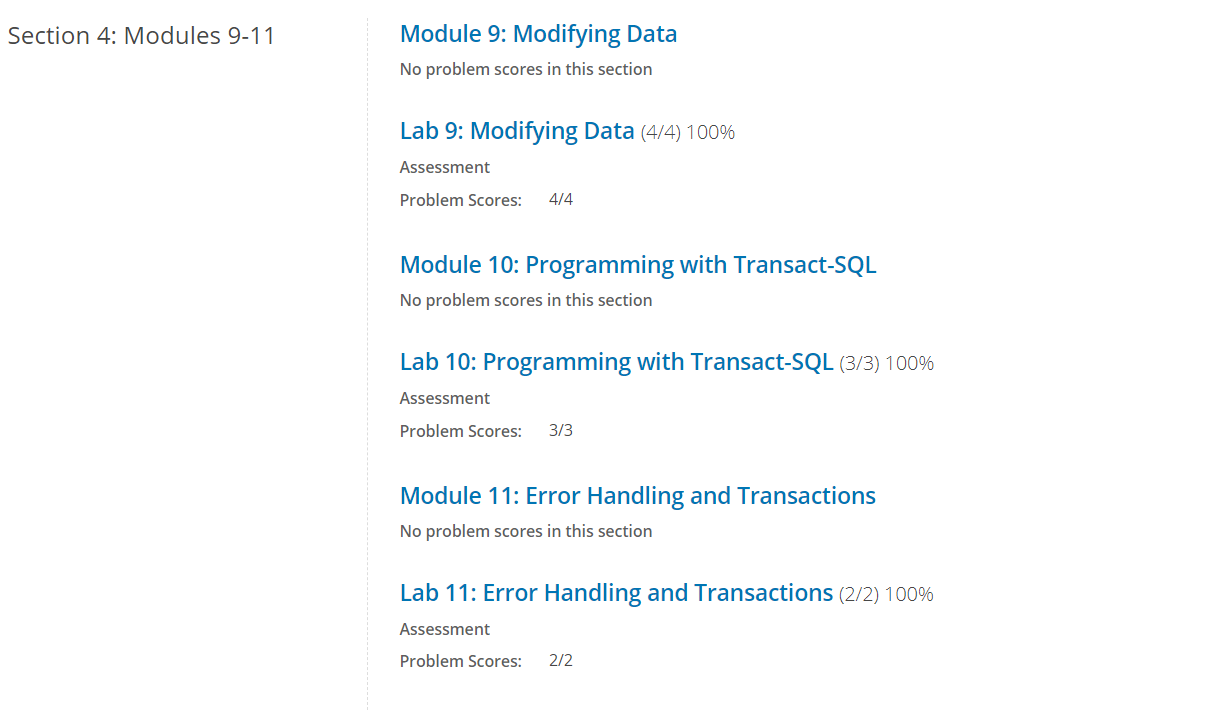 Section 4: Modules 9-11
Module 9: Modifying Data
No problem scores in this section
Lab 9: Modifying Data (4/4) 100%
Assessment
Problem Scores: 4/4
Module 10: Programming with Transact-SQL
No problem scores in this section
Lab 10: Programming with Transact-SQL (3/3) 100%
Assessment
Problem Scores: 3/3
Module 11: Error Handling and Transactions
No problem scores in this section
Lab 11: Error Handling and Transactions (2/2) 100%
Assessment
Problem Scores: 2/2